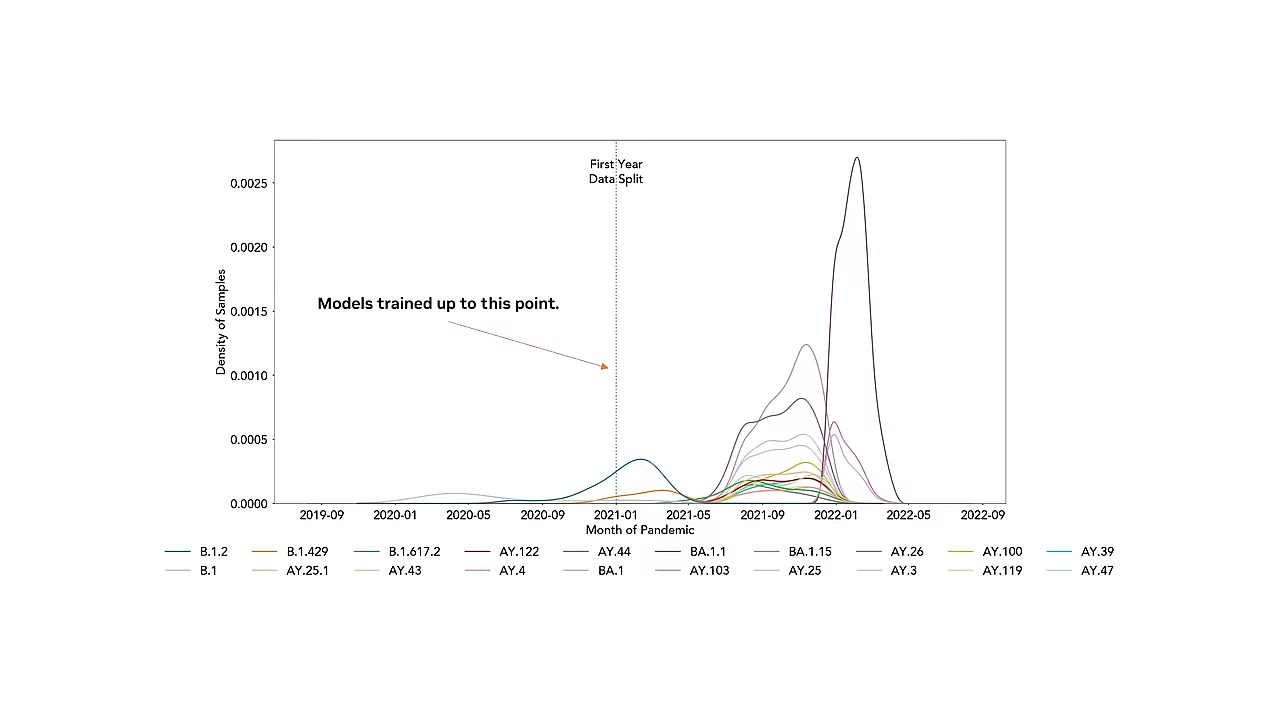 First Year
Data Split
0.0025
0.0020
Models trained up to this point.
0.0015
Density of Samples
0.0010
0.0005
0.0000
2019-09 2020-01 2020-05 2020-09 2021-01 2021-05 2021-09 2022-01 2022-05 2022-09
Month of Pandemic
B.1.2 B.1.429 B.1.617.2 AY.122 AY.44 BA.1.1 BA.1.15 AY.26 AY.100 AY.39
B.1 AY.25.1 AY.43 AY.4 BA.1 AY.103 AY.25 AY.3 AY.119 AY.47